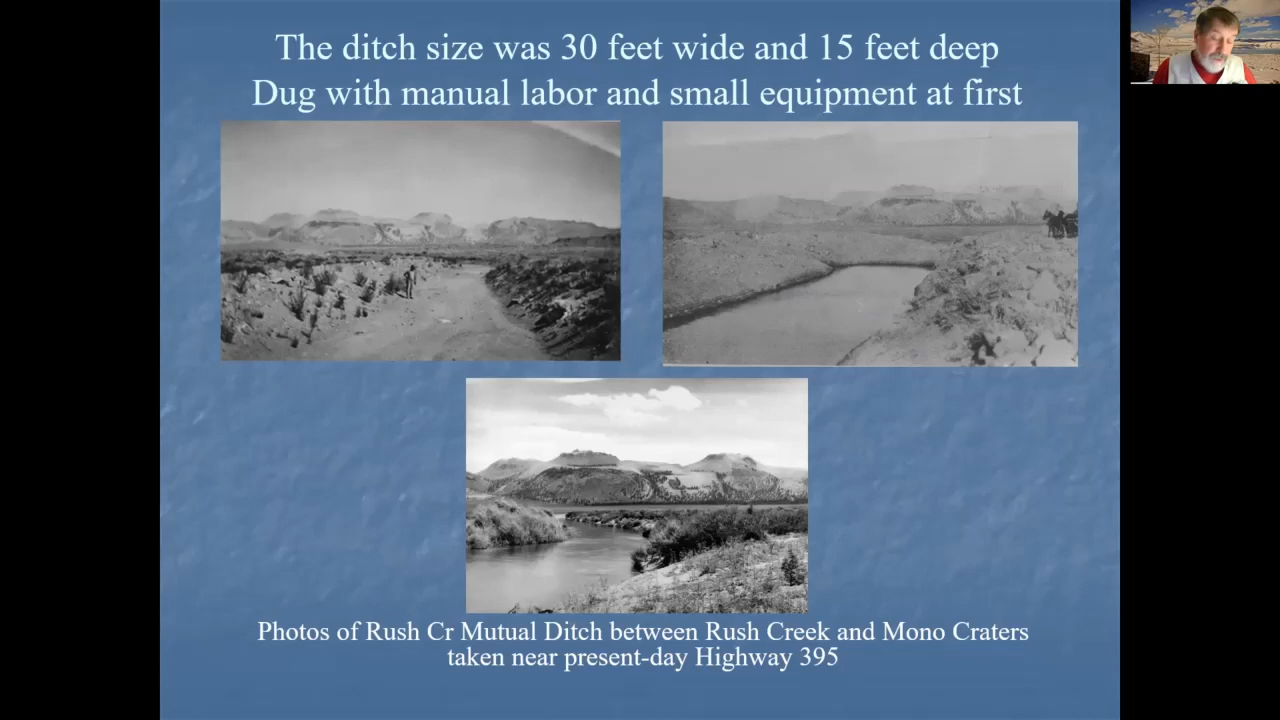 The ditch size was 30 feet wide and 15 feet deep
Dug with manual labor and small equipment at first
Photos of Rush Cr Mutual Ditch between Rush Creek and Mono Craters
taken near present-day Highway 395